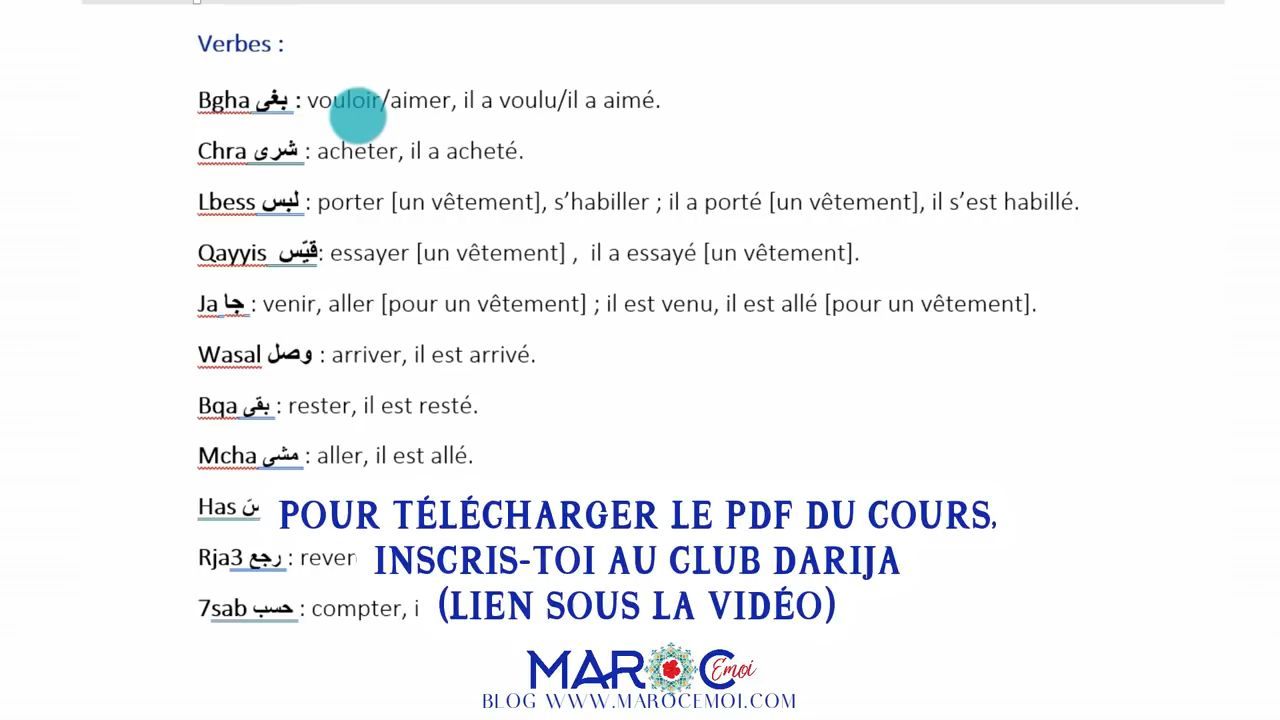 Verbes :
Bgha بغى : vouloir/aimer, il a voulu/il a aimé.
Chra شرى : acheter, il a acheté.
Lbess لبس : porter [un vêtement], s’habiller ; il a porté [un vêtement], il s’est habillé.
Qayyis قيّس: essayer [un vêtement] , il a essayé [un vêtement].
Ja جا : venir, aller [pour un vêtement] ; il est venu, il est allé [pour un vêtement].
Wasal وصل : arriver, il est arrivé.
Bqa بقى : rester, il est resté.
Mcha مشى : aller, il est allé.
Has
POUR TÉLÉCHARGER LE PDF DU COURS,
Rja3 رجع :
INSCRIS-TOI AU CLUB DARIJA
7sab حسب : compter, i
(LIEN SOUS LA VIDÉO)
MAROC Emoi
BLOG WWW.MAROCEMOI.COM